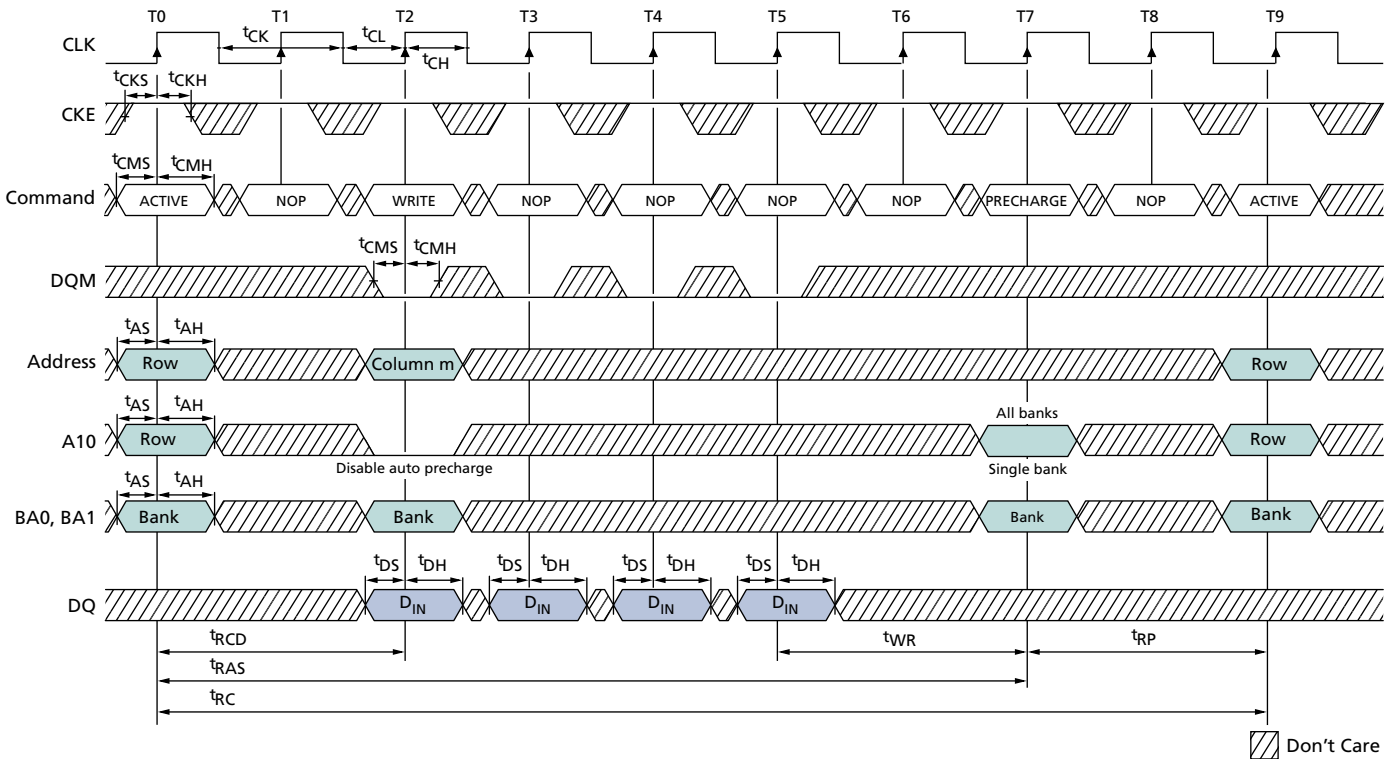 T0 T1 T2 T3 T4 T5 T6 T7 T8 T9
CLK tCK tCL tCH
tCKS tCKH
CKE
tCMS tCMH
Command ACTIVE NOP WRITE NOP NOP NOP NOP PRECHARGE NOP ACTIVE
tCMS tCMH
DQM
tAS tAH
Address Row Column m Row
tAS tAH All banks
A10 Row Row
Disable auto precharge Single bank
tAS tAH
BA0, BA1 Bank Bank Bank Bank
tDS tDH tDS tDH tDS tDH tDS tDH
DQ DIN DIN DIN DIN
tRCD tWR tRP
tRAS
tRC
Don't Care